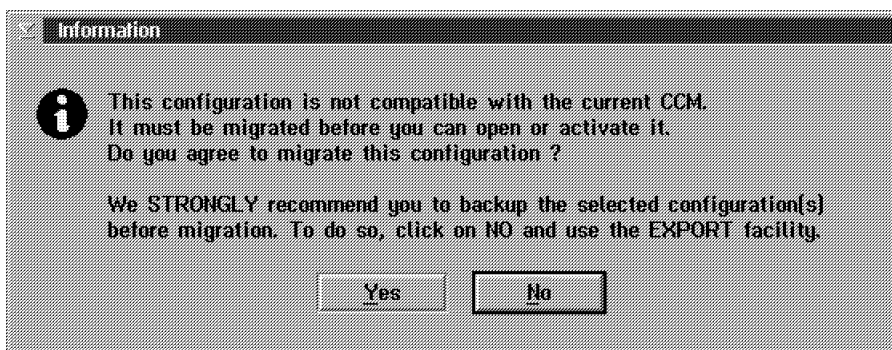 Information
This configuration is not compatible with the current CCM.
It must be migrated before you can open or activate it.
Do you agree to migrate this configuration ?
We STRONGLY recommend you to backup the selected configuration(s)
before migration. To do so, click on NO and use the EXPORT facility.
Yes
No